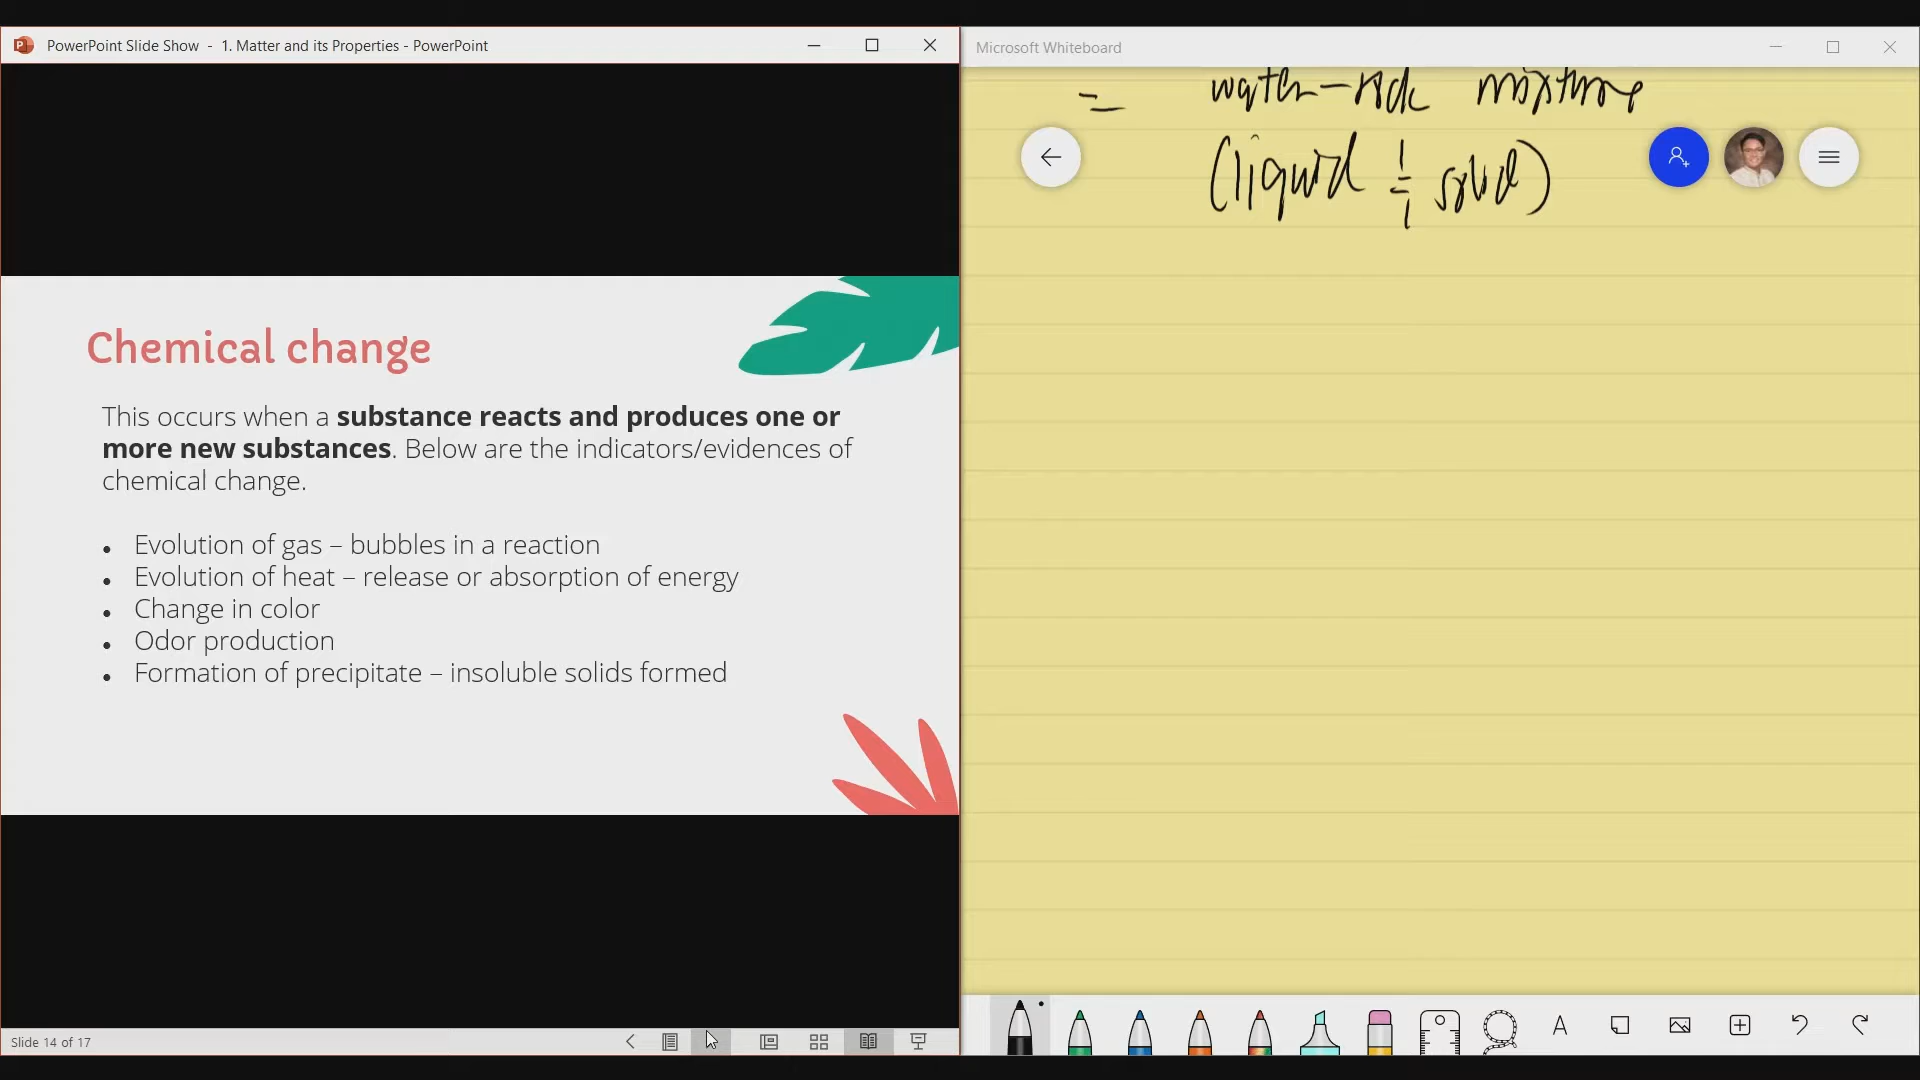 PowerPoint Slide Show - 1. Matter and its Properties - PowerPoint
Chemical change
This occurs when a substance reacts and produces one or
more new substances. Below are the indicators/evidences of
chemical change.
• Evolution of gas – bubbles in a reaction
• Evolution of heat – release or absorption of energy
• Change in color
• Odor production
• Formation of precipitate – insoluble solids formed
Slide 14 of 17
Microsoft Whiteboard
= water – mixture
(liquid solid)